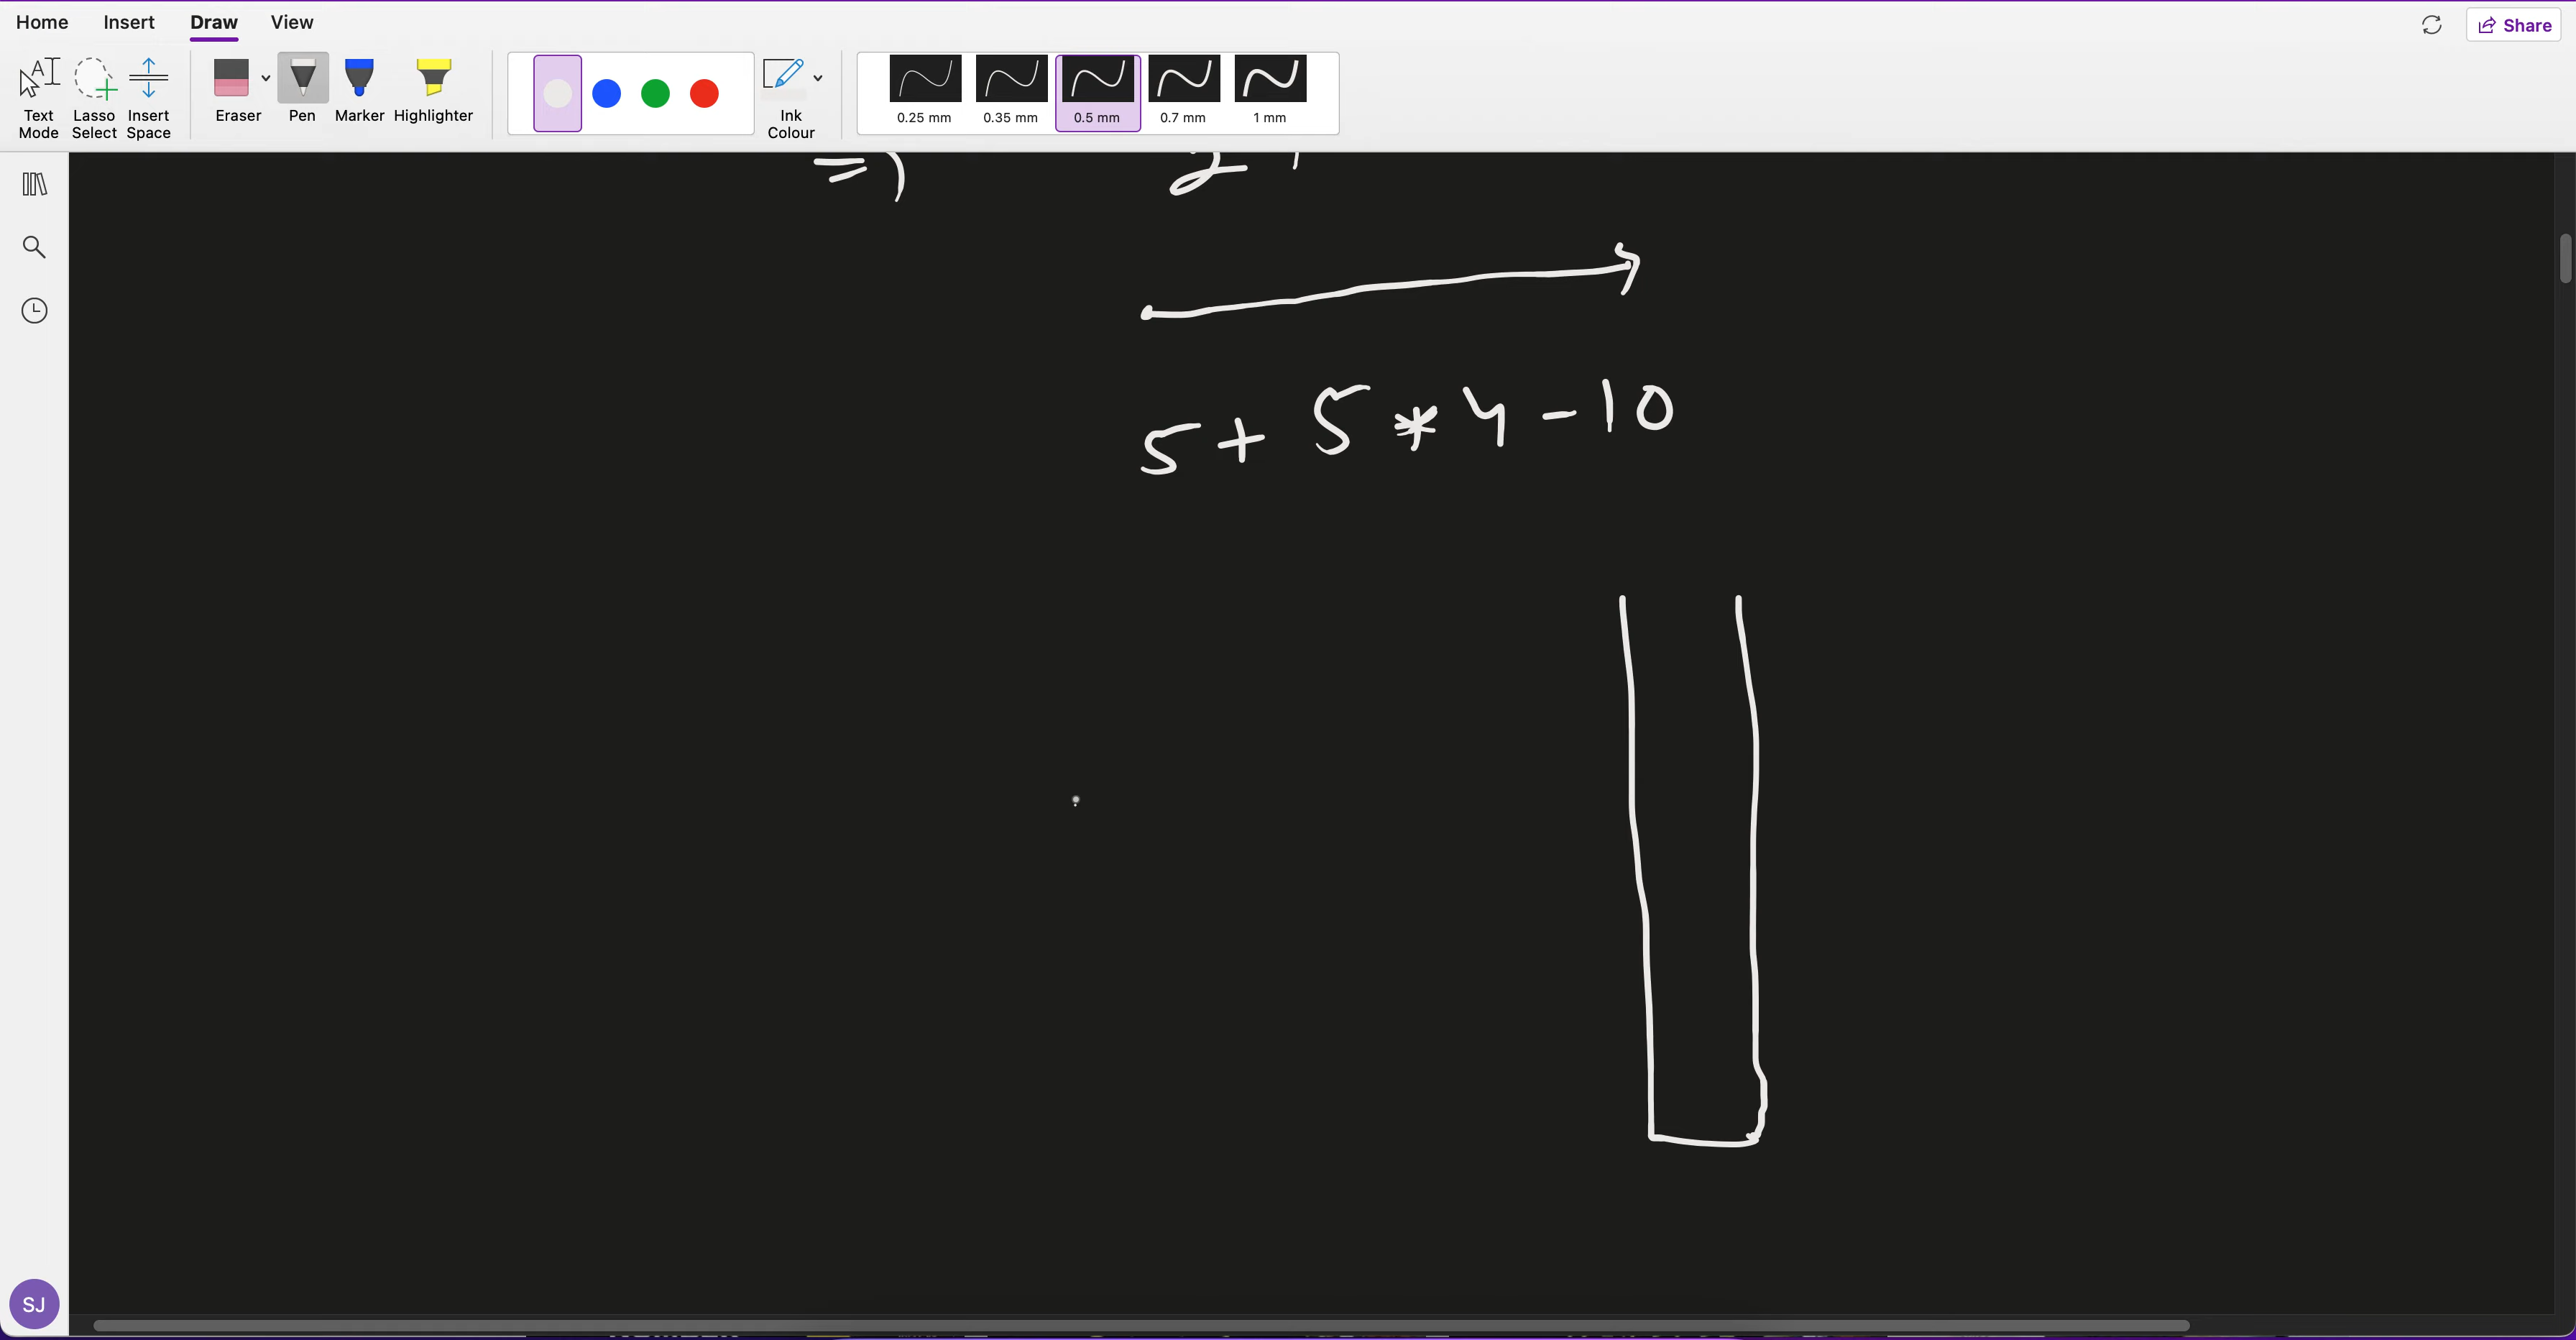 Home Insert Draw View
Share
Text Mode
Lasso Select
Insert Space
Eraser
Pen
Marker
Highlighter
Ink Colour
0.25 mm
0.35 mm
0.5 mm
0.7 mm
1 mm
5 + 5 * 4 - 10
SJ